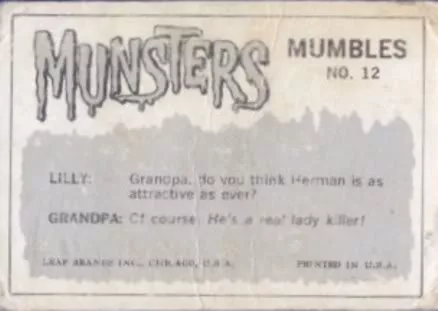 MUNSTERS
MUMBLES
NO. 12
LILLY: Grandpa, do you think Herman is as
attractive as ever?
GRANDPA: Of course. He's a real lady killer!
LEAF BRANDS INC., CHICAGO, U.S.A. PRINTED IN U.S.A.